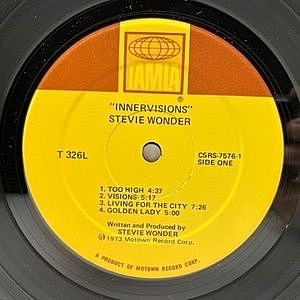 TAMLA
®
"INNERVISIONS"
STEVIE WONDER
T 326L
C5RS-7576-1
SIDE ONE
1. TOO HIGH 4:37
2. VISIONS 5:17
3. LIVING FOR THE CITY 7:26
4. GOLDEN LADY 5:00
Written and Produced by
STEVIE WONDER
©1973 Motown Record Corp.
A PRODUCT OF MOTOWN RECORD CORP.